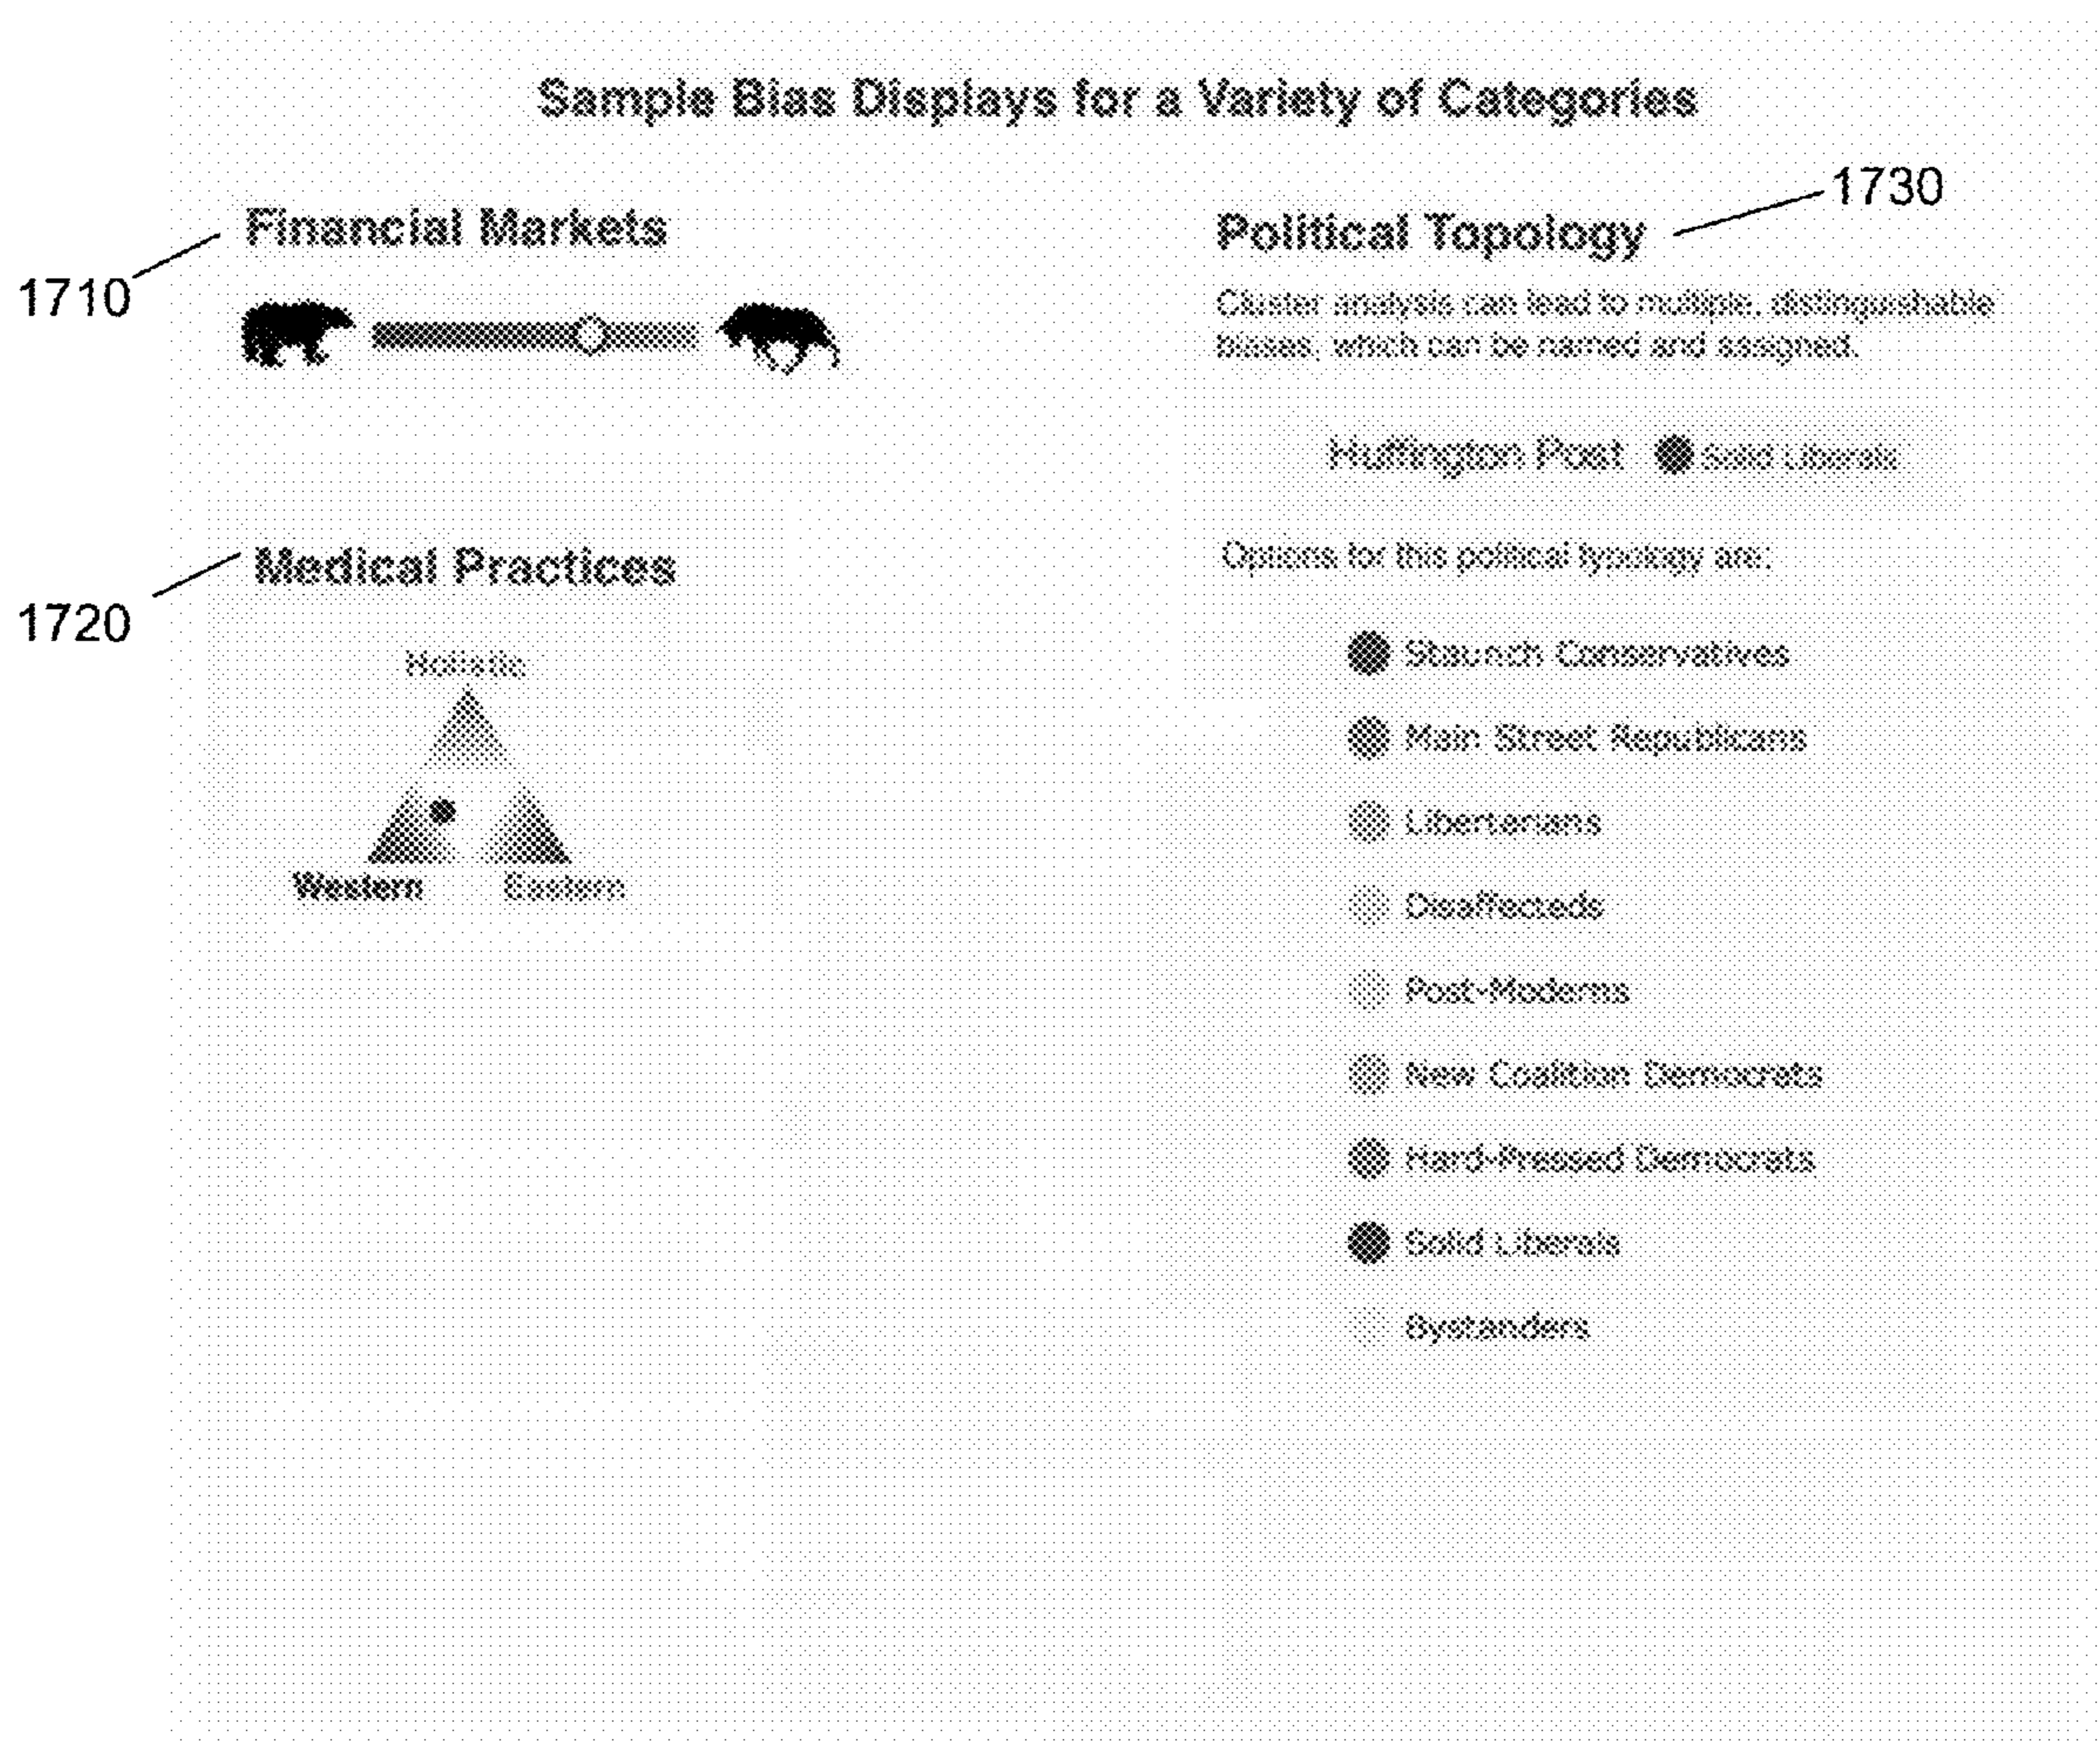 Sample Bias Displays for a Variety of Categories
1710
Financial Markets
1720
Medical Practices
Holistic
Western
Eastern
1730
Political Topology
Cluster analysis can lead to multiple, distinguishable
biases, which can be named and assigned.
Huffington Post
Solid Liberals
Options for this political typology are:
Staunch Conservatives
Main Street Republicans
Libertarians
Disaffecteds
Post-Moderns
New Coalition Democrats
Hard-Pressed Democrats
Solid Liberals
Bystanders